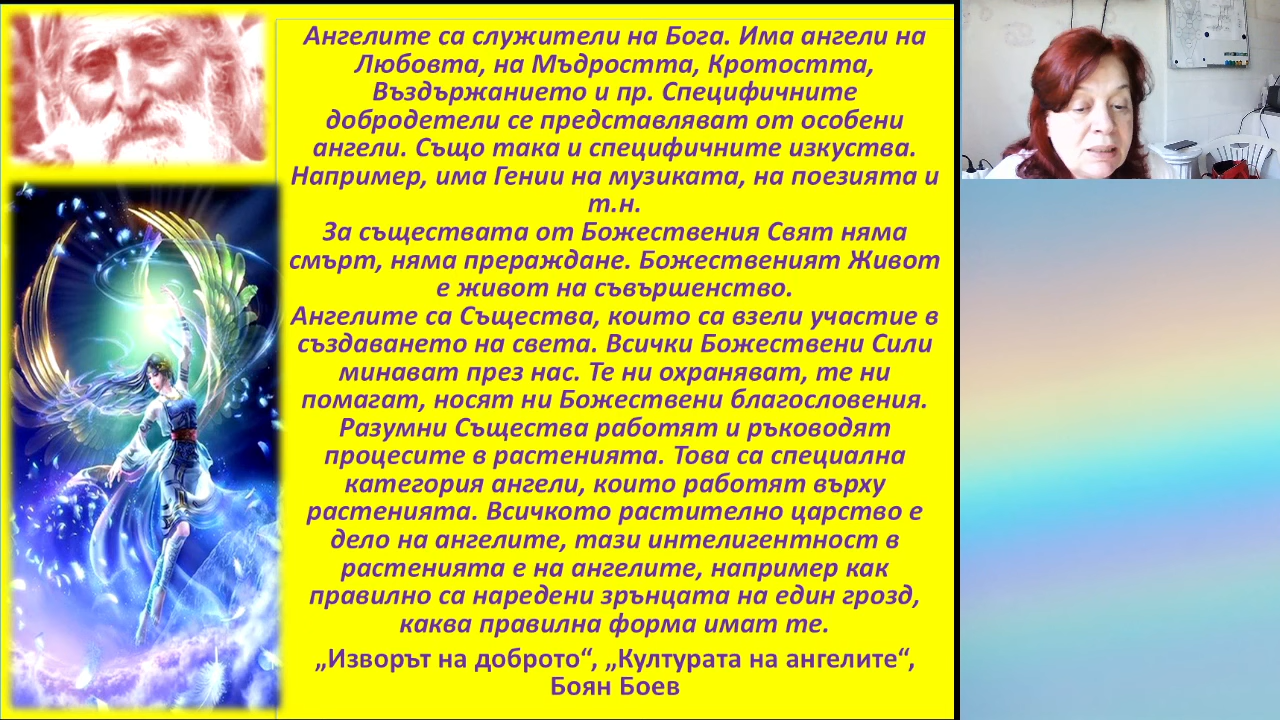 Ангелите са служители на Бога. Има ангели на
Любовта, на Мъдростта, Кротостта,
Въздържанието и пр. Специфичните
добродетели се представляват от особени
ангели. Също така и специфичните изкуства.
Например, има Гении на музиката, на поезията и
т.н.
За съществата от Божествения Свят няма
смърт, няма прераждане. Божественият Живот
е живот на съвършенство.
Ангелите са Същества, които са взели участие в
създаването на света. Всички Божествени Сили
минават през нас. Те ни охраняват, те ни
помагат, носят ни Божествени благословения.
Разумни Същества работят и ръководят
процесите в растенията. Това са специална
категория ангели, които работят върху
растенията. Всичкото растително царство е
дело на ангелите, тази интелигентност в
растенията е на ангелите, например как
правилно са наредени зрънцата на един грозд,
каква правилна форма имат те.
„Изворът на доброто“, „Културата на ангелите“,
Боян Боев